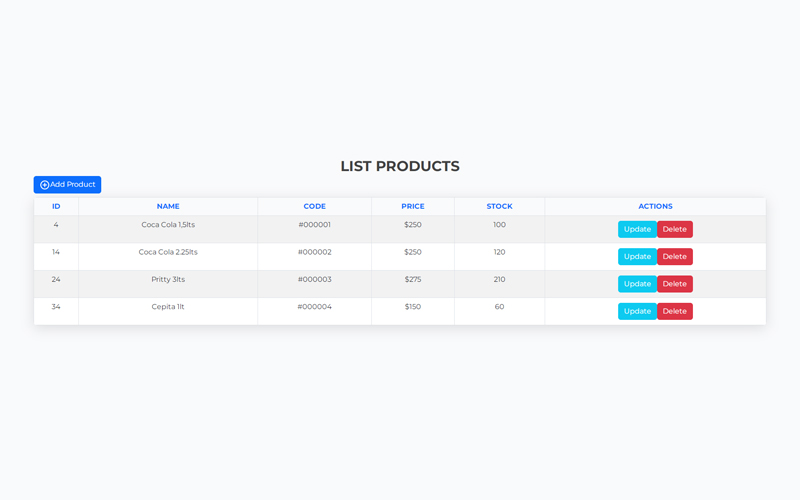 LIST PRODUCTS
Add Product
ID NAME CODE PRICE STOCK ACTIONS
4 Coca Cola 1,5lts #000001 $250 100 Update Delete
14 Coca Cola 2.25lts #000002 $250 120 Update Delete
24 Pritty 3lts #000003 $275 210 Update Delete
34 Cepita 1lt #000004 $150 60 Update Delete